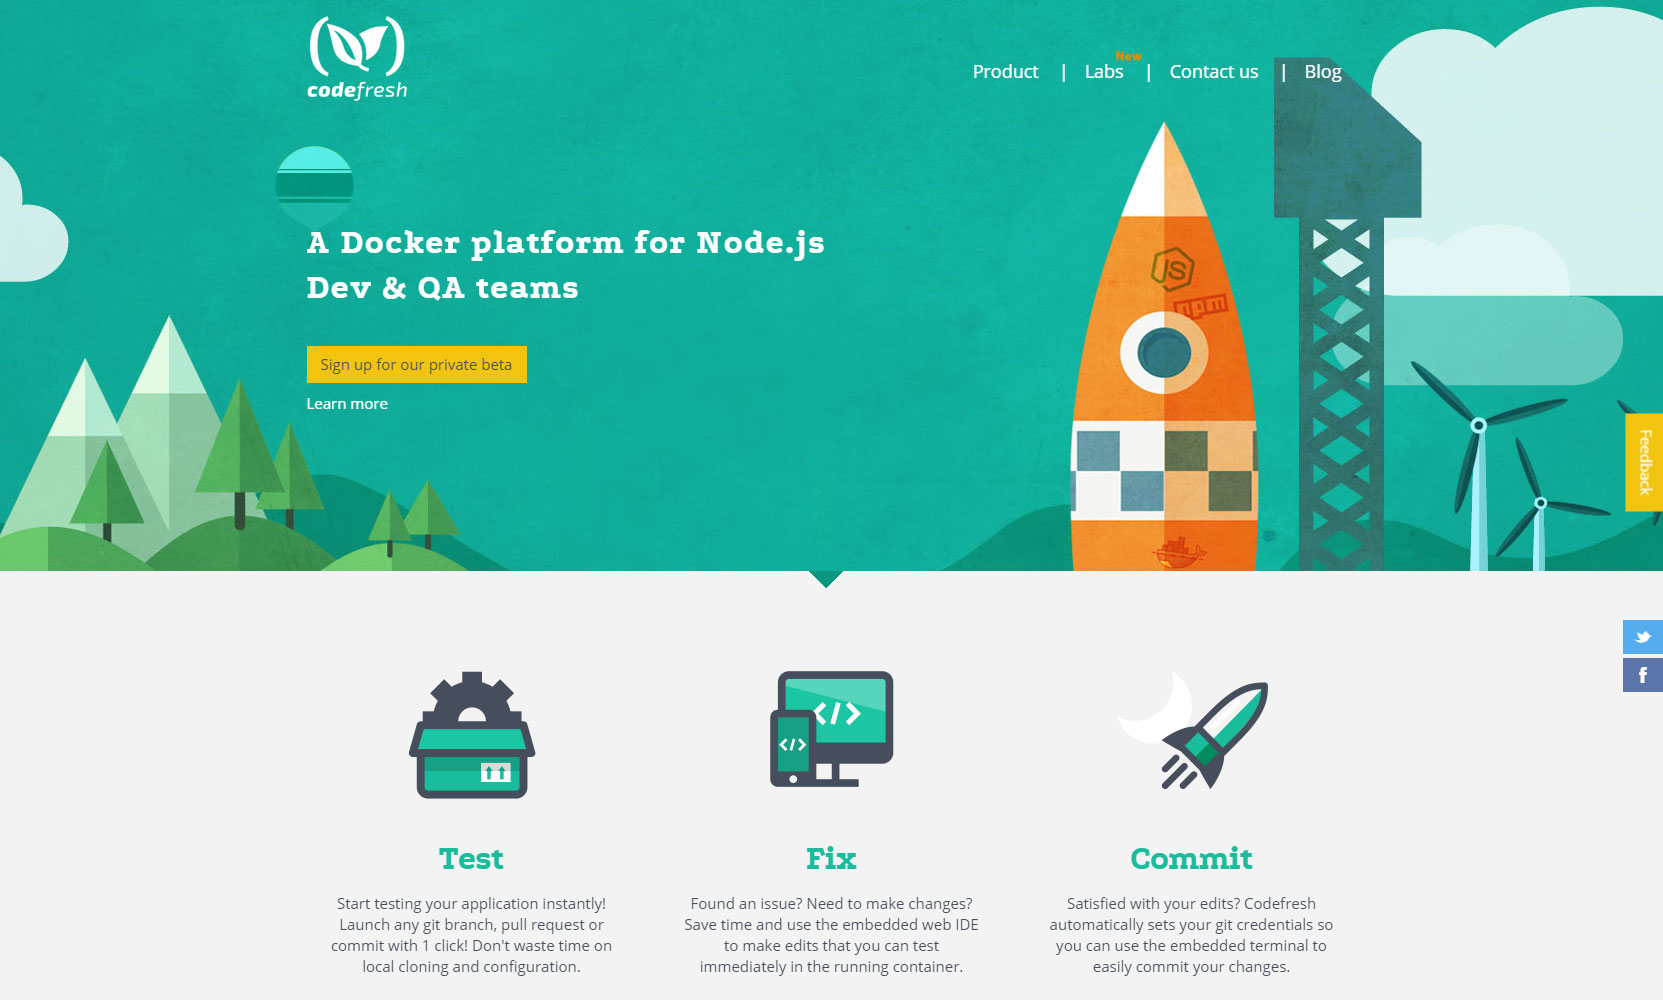 codefresh
New
Product | Labs | Contact us | Blog
A Docker platform for Node.js
Dev & QA teams
Sign up for our private beta
Learn more
JS
npm
Feedback
f
</>
</>
Test
Start testing your application instantly!
Launch any git branch, pull request or
commit with 1 click! Don't waste time on
local cloning and configuration.
Fix
Found an issue? Need to make changes?
Save time and use the embedded web IDE
to make edits that you can test
immediately in the running container.
Commit
Satisfied with your edits? Codefresh
automatically sets your git credentials so
you can use the embedded terminal to
easily commit your changes.